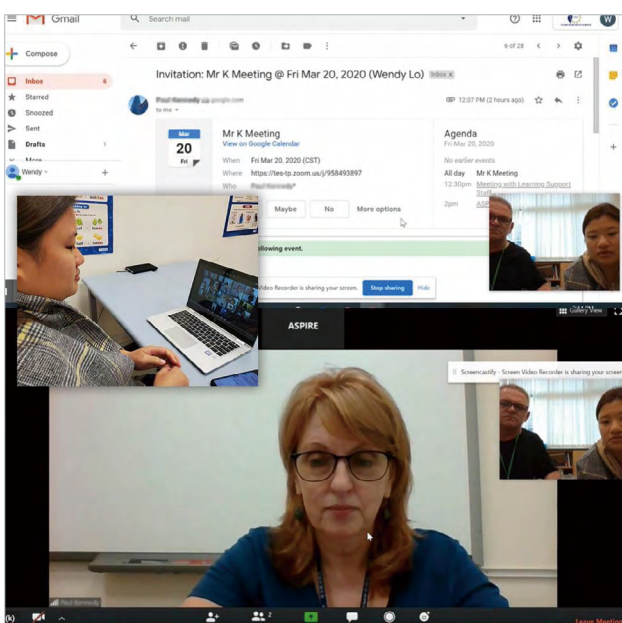 Gmail
Search mail
W
Compose
6 of 28
Inbox 6
Starred
Snoozed
Sent
Drafts 1
More
Wendy
Invitation: Mr K Meeting @ Fri Mar 20, 2020 (Wendy Lo) Inbox x
12:07 PM (2 hours ago)
to me
Mar
20
Fri
Mr K Meeting
View on Google Calendar
When Fri Mar 20, 2020 (CST)
Where https://tes-tp.zoom.us/j/958493897
Who
Maybe No More options
Agenda
Fri Mar 20, 2020
No earlier events
All day Mr K Meeting
12:30pm Meeting with Learning Support
Staff
2pm
following event.
Video Recorder is sharing your screen. Stop sharing Hide
Gallery View
ASPIRE
Screencastify - Screen Video Recorder is sharing your screen
2
Leave Meeting